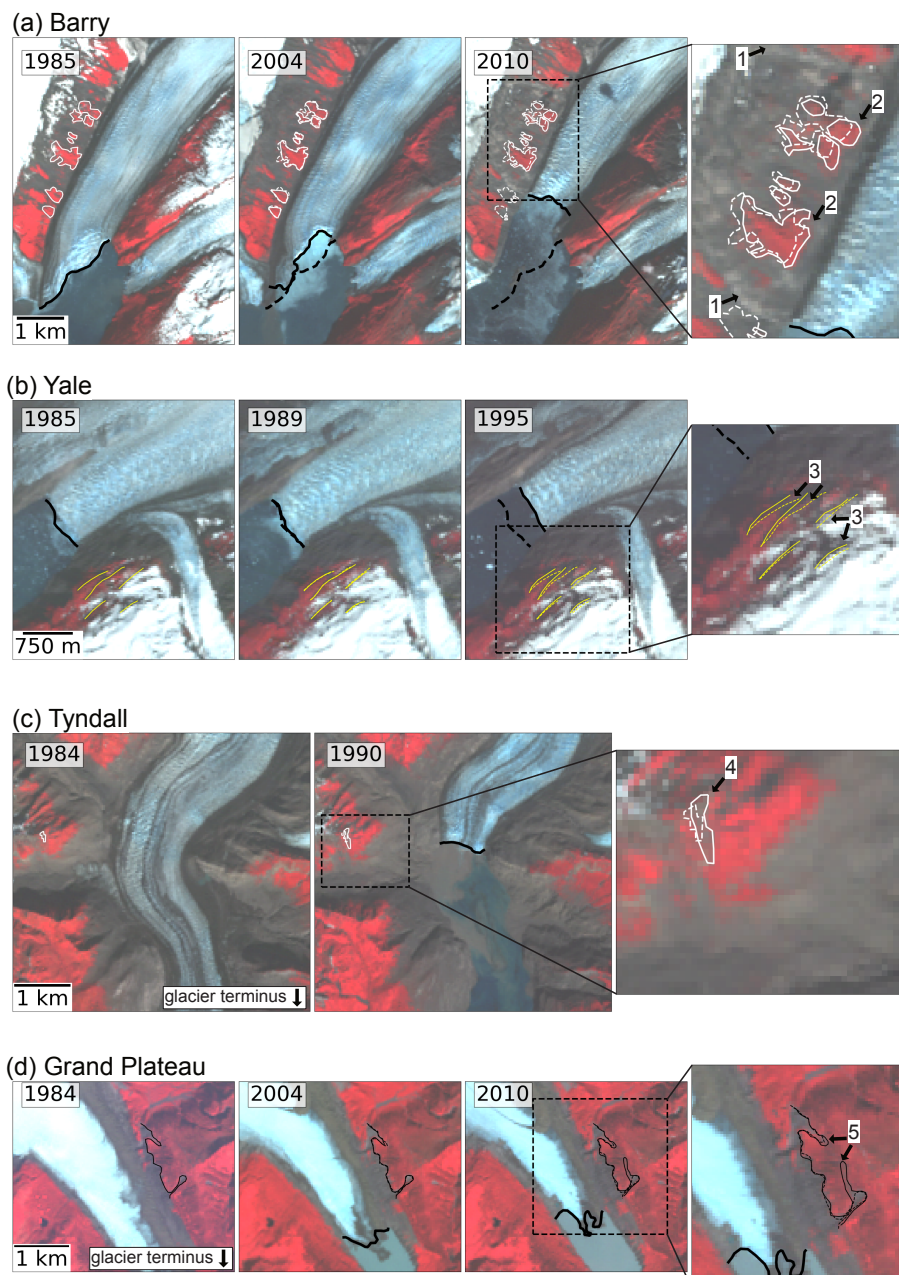 (a) Barry
1985
2004
2010
1
2
2
1
1 km
(b) Yale
1985
1989
1995
3
3
750 m
(c) Tyndall
1984
1990
4
1 km
glacier terminus
(d) Grand Plateau
1984
2004
2010
5
1 km
glacier terminus